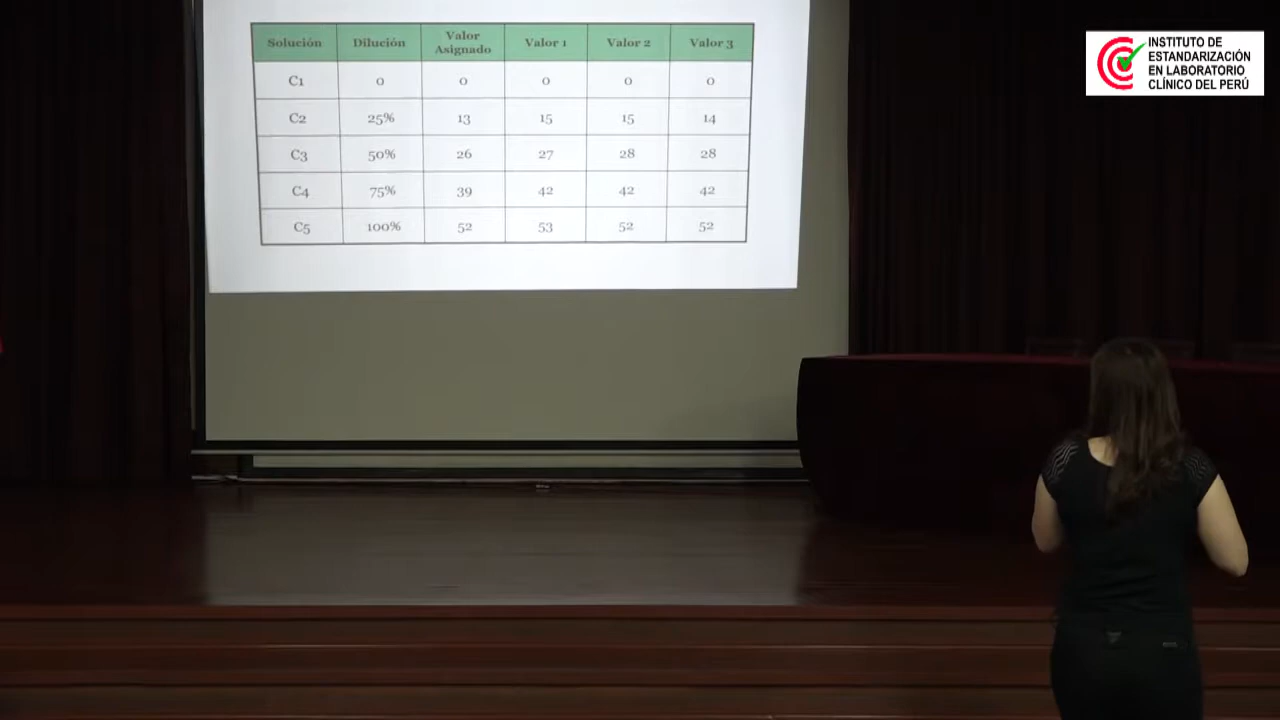 INSTITUTO DE
ESTANDARIZACIÓN
EN LABORATORIO
CLÍNICO DEL PERÚ
Solución Dilución Valor Asignado Valor 1 Valor 2 Valor 3
C1 0 0 0 0 0
C2 25% 13 15 15 14
C3 50% 26 27 28 28
C4 75% 39 42 42 42
C5 100% 52 53 52 52